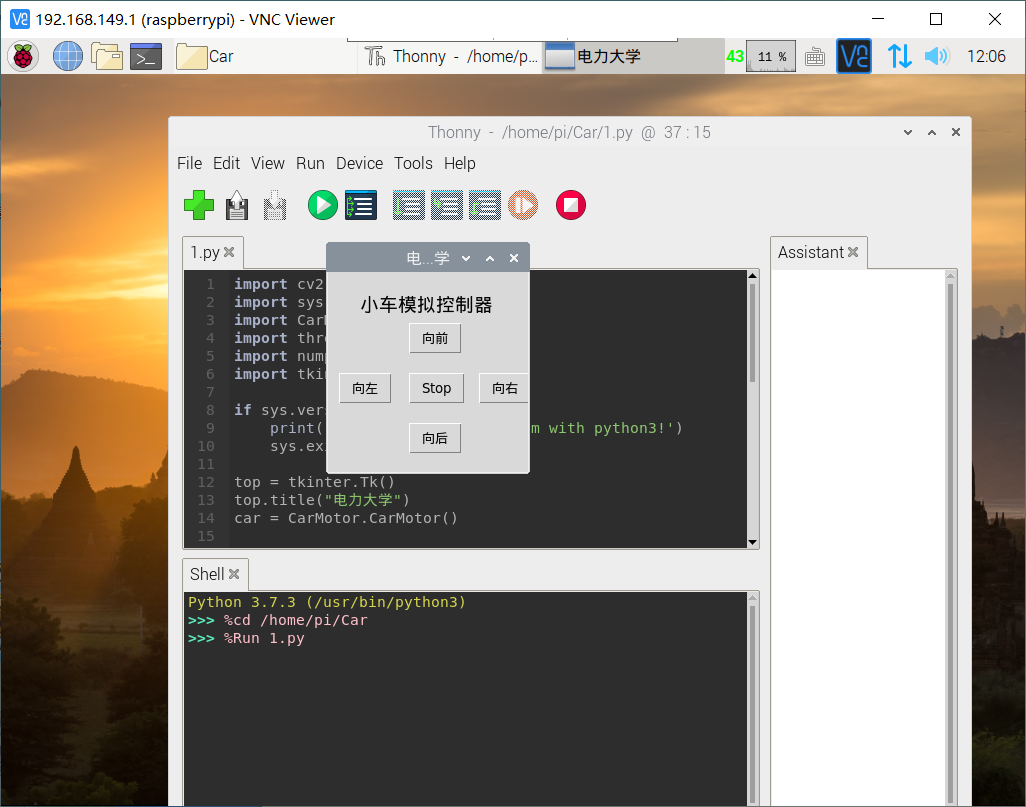 192.168.149.1 (raspberrypi) - VNC Viewer
Car
Thonny - /home/p...
电力大学
43
11 %
12:06
Thonny - /home/pi/Car/1.py @ 37 : 15
File Edit View Run Device Tools Help
1.py
Assistant
电...学
小车模拟控制器
向前
向左 Stop 向右
向后
1 import cv2
2 import sys
3 import Car
4 import thr
5 import num
6 import tki
7
8 if sys.ver
9 print( m with python3!')
10 sys.ex
11
12 top = tkinter.Tk()
13 top.title("电力大学")
14 car = CarMotor.CarMotor()
15
Shell
Python 3.7.3 (/usr/bin/python3)
>>> %cd /home/pi/Car
>>> %Run 1.py